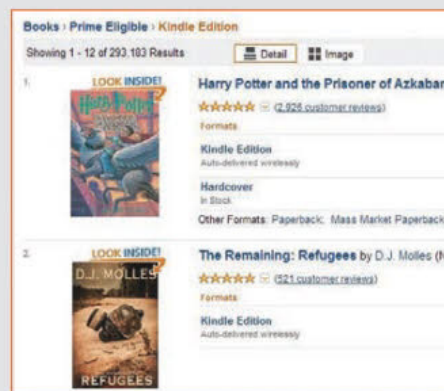 Books › Prime Eligible › Kindle Edition
Showing 1 - 12 of 293,183 Results
Detail
Image
1.
LOOK INSIDE!
Harry Potter
Harry Potter and the Prisoner of Azkaban
(2,926 customer reviews)
Formats
Kindle Edition
Auto-delivered wirelessly
Hardcover
In Stock
Other Formats: Paperback; Mass Market Paperback
2.
LOOK INSIDE!
D.J. MOLLES
REFUGEES
The Remaining: Refugees by D.J. Molles (N
(521 customer reviews)
Formats
Kindle Edition
Auto-delivered wirelessly